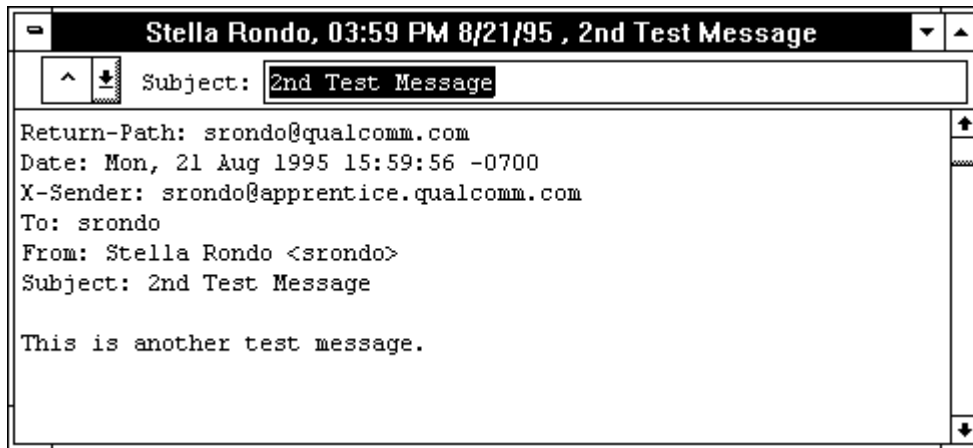 Stella Rondo, 03:59 PM 8/21/95 , 2nd Test Message
Subject: 2nd Test Message
Return-Path: srondo@qualcomm.com
Date: Mon, 21 Aug 1995 15:59:56 -0700
X-Sender: srondo@apprentice.qualcomm.com
To: srondo
From: Stella Rondo <srondo>
Subject: 2nd Test Message
This is another test message.